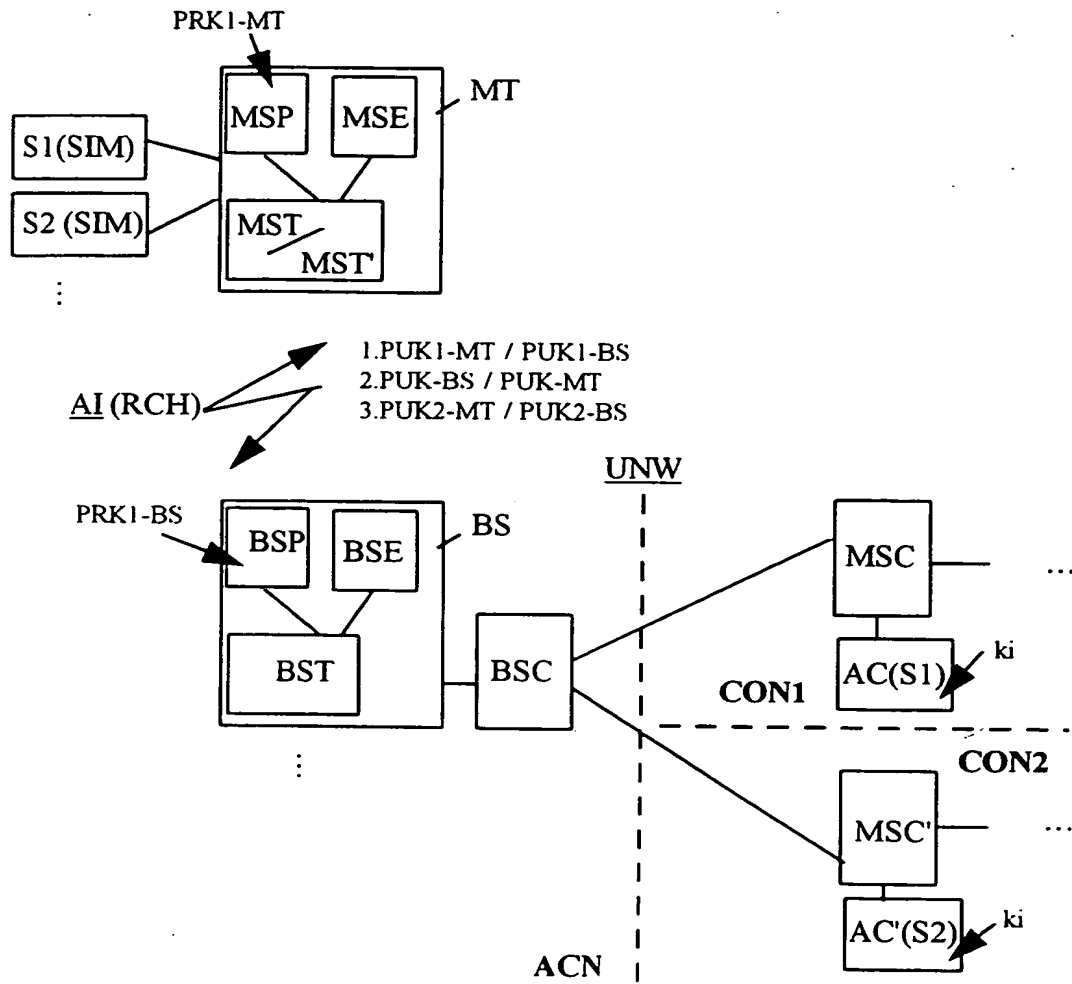 PRK1-MT
MT
MSP
MSE
S1(SIM)
S2 (SIM)
MST
MST'
⋮
1.PUK1-MT / PUK1-BS
2.PUK-BS / PUK-MT
3.PUK2-MT / PUK2-BS
AI (RCH)
UNW
PRK1-BS
BS
BSP
BSE
MSC
...
BST
BSC
ki
AC(S1)
CON1
⋮
CON2
MSC'
...
ki
AC'(S2)
ACN